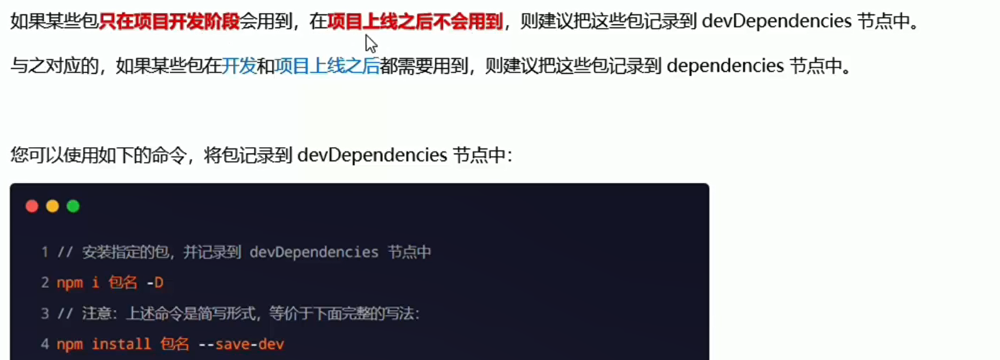 如果某些包只在项目开发阶段会用到，在项目上线之后不会用到，则建议把这些包记录到 devDependencies 节点中。
与之对应的，如果某些包在开发和项目上线之后都需要用到，则建议把这些包记录到 dependencies 节点中。
您可以使用如下的命令，将包记录到 devDependencies 节点中：
1 // 安装指定的包，并记录到 devDependencies 节点中
2 npm i 包名 -D
3 // 注意：上述命令是简写形式，等价于下面完整的写法：
4 npm install 包名 --save-dev